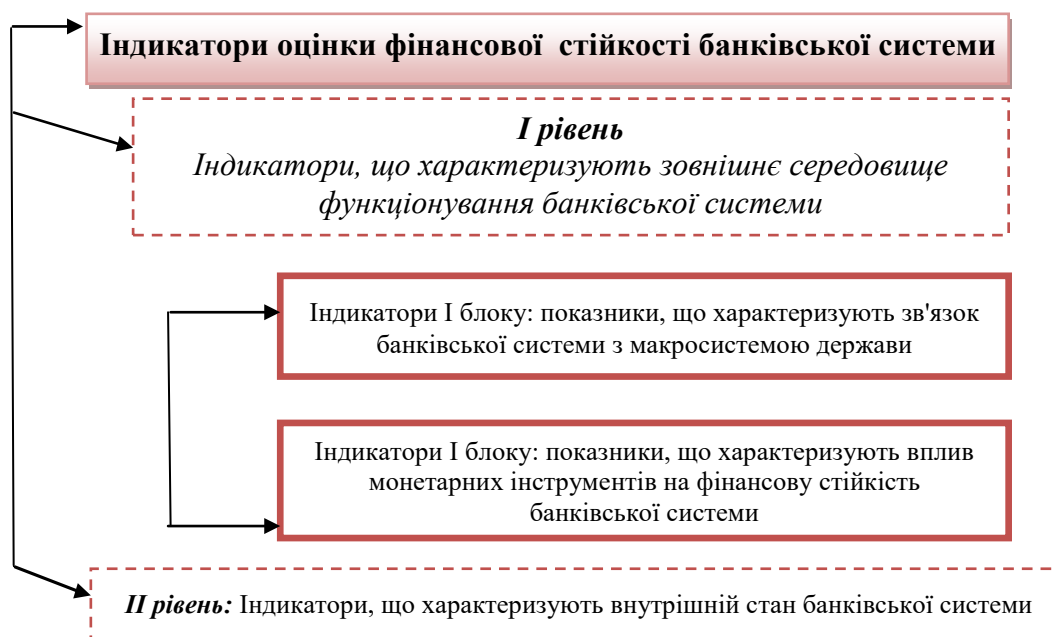 Індикатори оцінки фінансової стійкості банківської системи
І рівень
Індикатори, що характеризують зовнішнє середовище
функціонування банківської системи
Індикатори І блоку: показники, що характеризують зв'язок
банківської системи з макросистемою держави
Індикатори І блоку: показники, що характеризують вплив
монетарних інструментів на фінансову стійкість
банківської системи
ІІ рівень: Індикатори, що характеризують внутрішній стан банківської системи